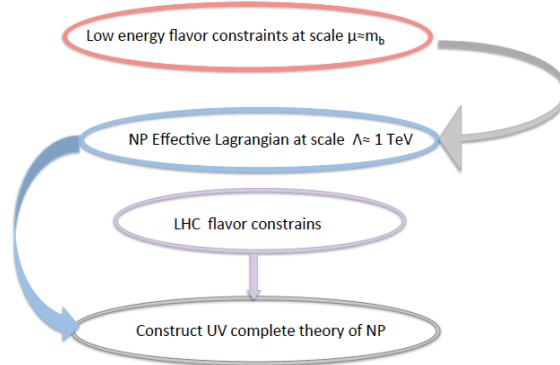 Low energy flavor constraints at scale μ≈m_b
NP Effective Lagrangian at scale Λ≈ 1 TeV
LHC flavor constrains
Construct UV complete theory of NP